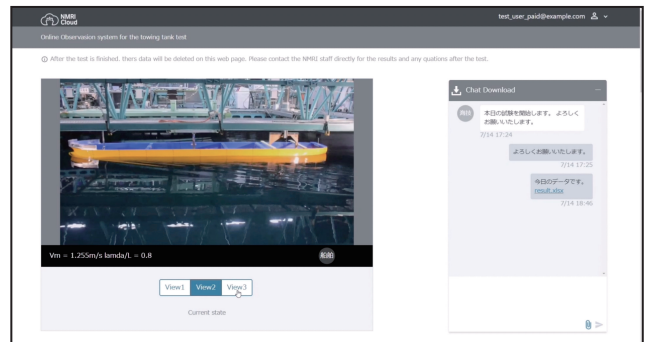 NMRI
Cloud
test_user_paid@example.com
Online Observasion system for the towing tank test
After the test is finished. thers data will be deleted on this web page. Please contact the NMRI staff directly for the results and any quations after the test.
Vm = 1.255m/s lamda/L = 0.8
船舶
View1 View2 View3
Current state
Chat Download
本日の試験を開始します。 よろしく
お願いいたします。
7/14 17:24
よろしくお願いいたします。
7/14 17:25
今日のデータです。
result.xlsx
7/14 18:46